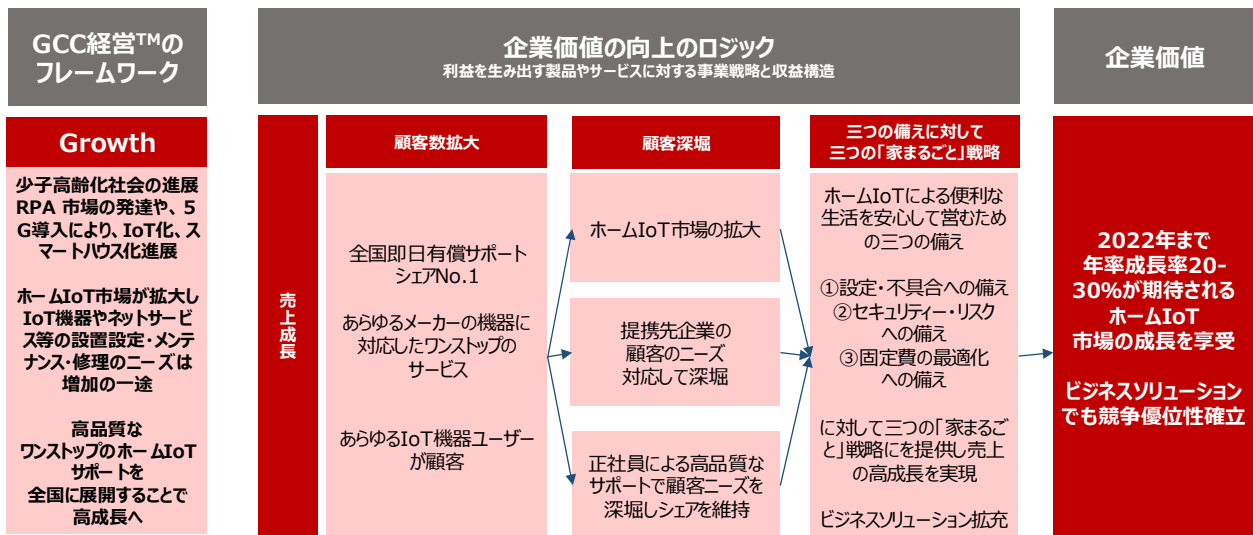 GCC経営™の
フレームワーク
企業価値の向上のロジック
利益を生み出す製品やサービスに対する事業戦略と収益構造
企業価値
Growth
少子高齢化社会の進展
RPA 市場の発達や、5
G導入により、IoT化、ス
マートハウス化進展
ホームIoT市場が拡大し
IoT機器やネットサービ
ス等の設置設定・メンテ
ナンス・修理のニーズは
増加の一途
高品質な
ワンストップのホームIoT
サポートを
全国に展開することで
高成長へ
売上成長
顧客数拡大
全国即日有償サポート
シェアNo.1
あらゆるメーカーの機器に
対応したワンストップの
サービス
あらゆるIoT機器ユーザー
が顧客
顧客深堀
ホームIoT市場の拡大
提携先企業の
顧客のニーズ
対応して深堀
正社員による高品質な
サポートで顧客ニーズを
深堀しシェアを維持
三つの備えに対して
三つの「家まるごと」戦略
ホームIoTによる便利な
生活を安心して営むため
の三つの備え
①設定・不具合への備え
②セキュリティー・リスク
への備え
③固定費の最適化
への備え
に対して三つの「家まるご
と」戦略にを提供し売上
の高成長を実現
ビジネスソリューション拡充
2022年まで
年率成長率20-
30%が期待される
ホームIoT
市場の成長を享受
ビジネスソリューション
でも競争優位性確立